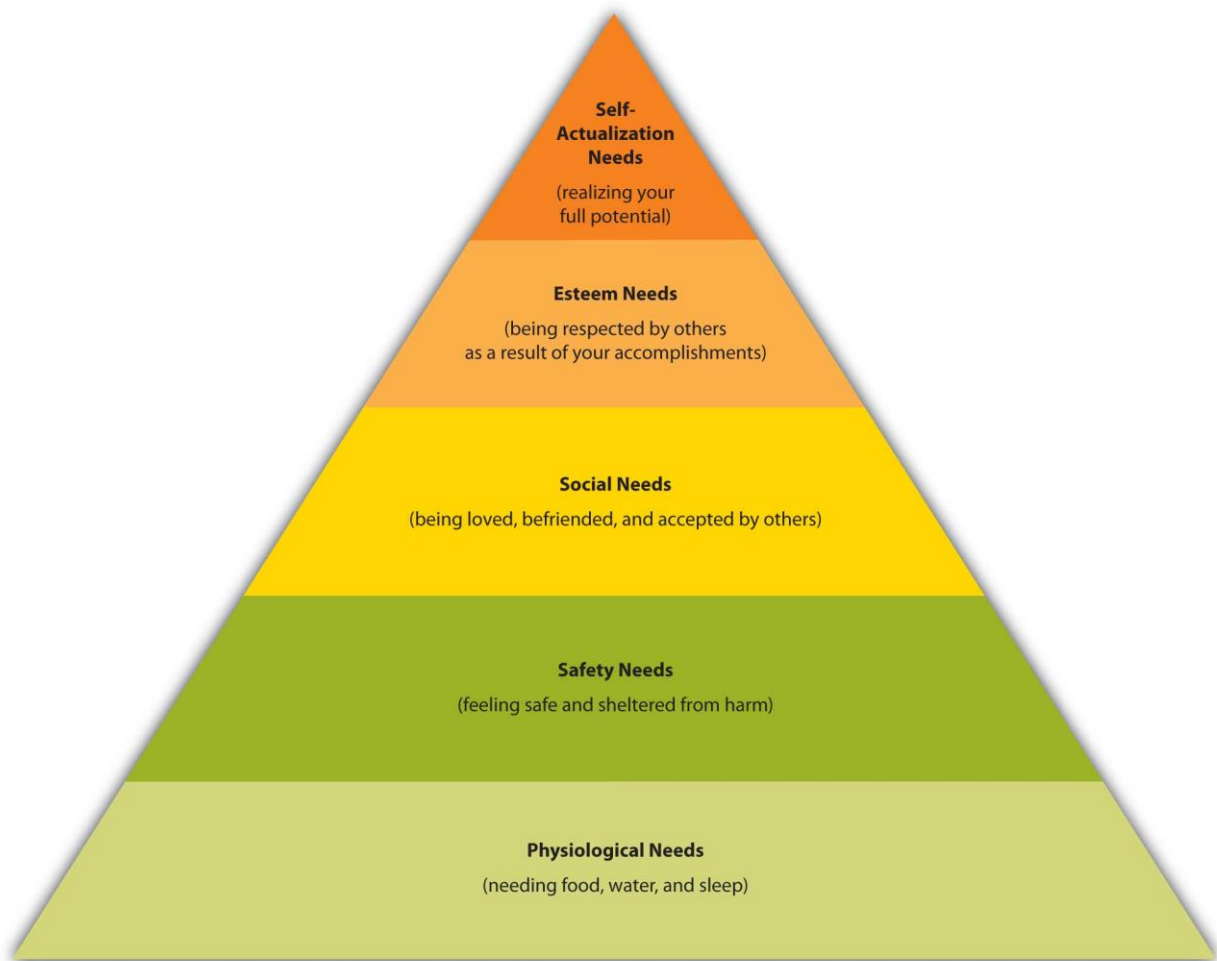 Self-
Actualization
Needs
(realizing your
full potential)
Esteem Needs
(being respected by others
as a result of your accomplishments)
Social Needs
(being loved, befriended, and accepted by others)
Safety Needs
(feeling safe and sheltered from harm)
Physiological Needs
(needing food, water, and sleep)